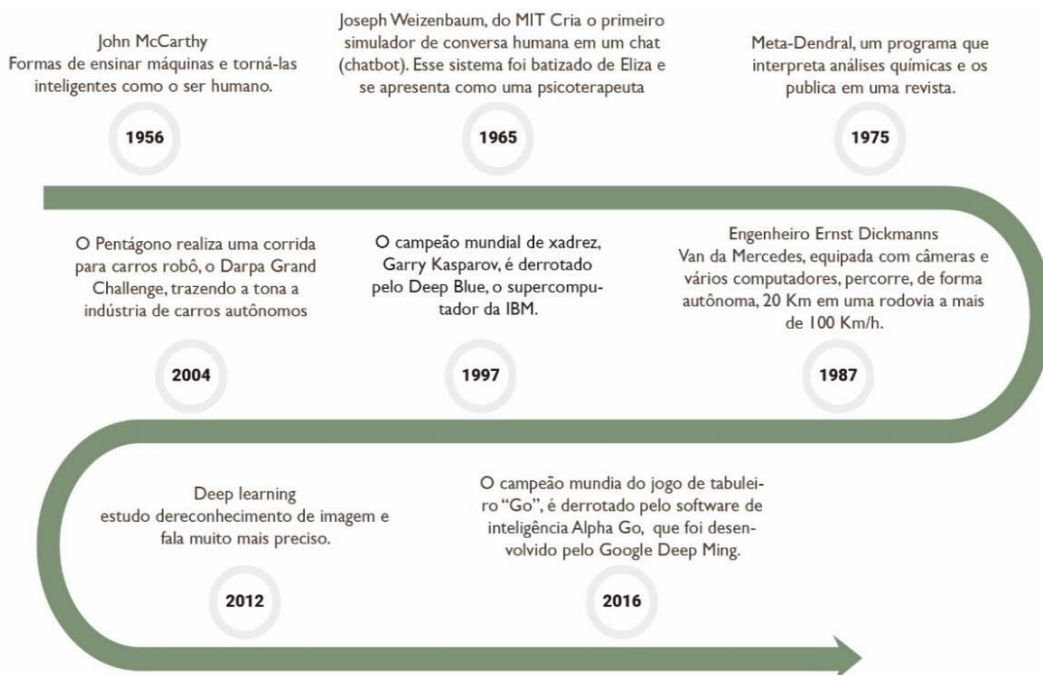 John McCarthy
Formas de ensinar máquinas e torná-las
inteligentes como o ser humano.
1956
Joseph Weizenbaum, do MIT Cria o primeiro
simulador de conversa humana em um chat
(chatbot). Esse sistema foi batizado de Eliza e
se apresenta como uma psicoterapeuta
1965
Meta-Dendral, um programa que
interpreta análises químicas e os
publica em uma revista.
1975
Engenheiro Ernst Dickmanns
Van da Mercedes, equipada com câmeras e
vários computadores, percorre, de forma
autônoma, 20 Km em uma rodovia a mais
de 100 Km/h.
1987
O campeão mundial de xadrez,
Garry Kasparov, é derrotado
pelo Deep Blue, o supercompu-
tador da IBM.
1997
O Pentágono realiza uma corrida
para carros robô, o Darpa Grand
Challenge, trazendo a tona a
indústria de carros autônomos
2004
Deep learning
estudo dereconhecimento de imagem e
fala muito mais preciso.
2012
O campeão mundia do jogo de tabulei-
ro “Go”, é derrotado pelo software de
inteligência Alpha Go, que foi desen-
volvido pelo Google Deep Ming.
2016